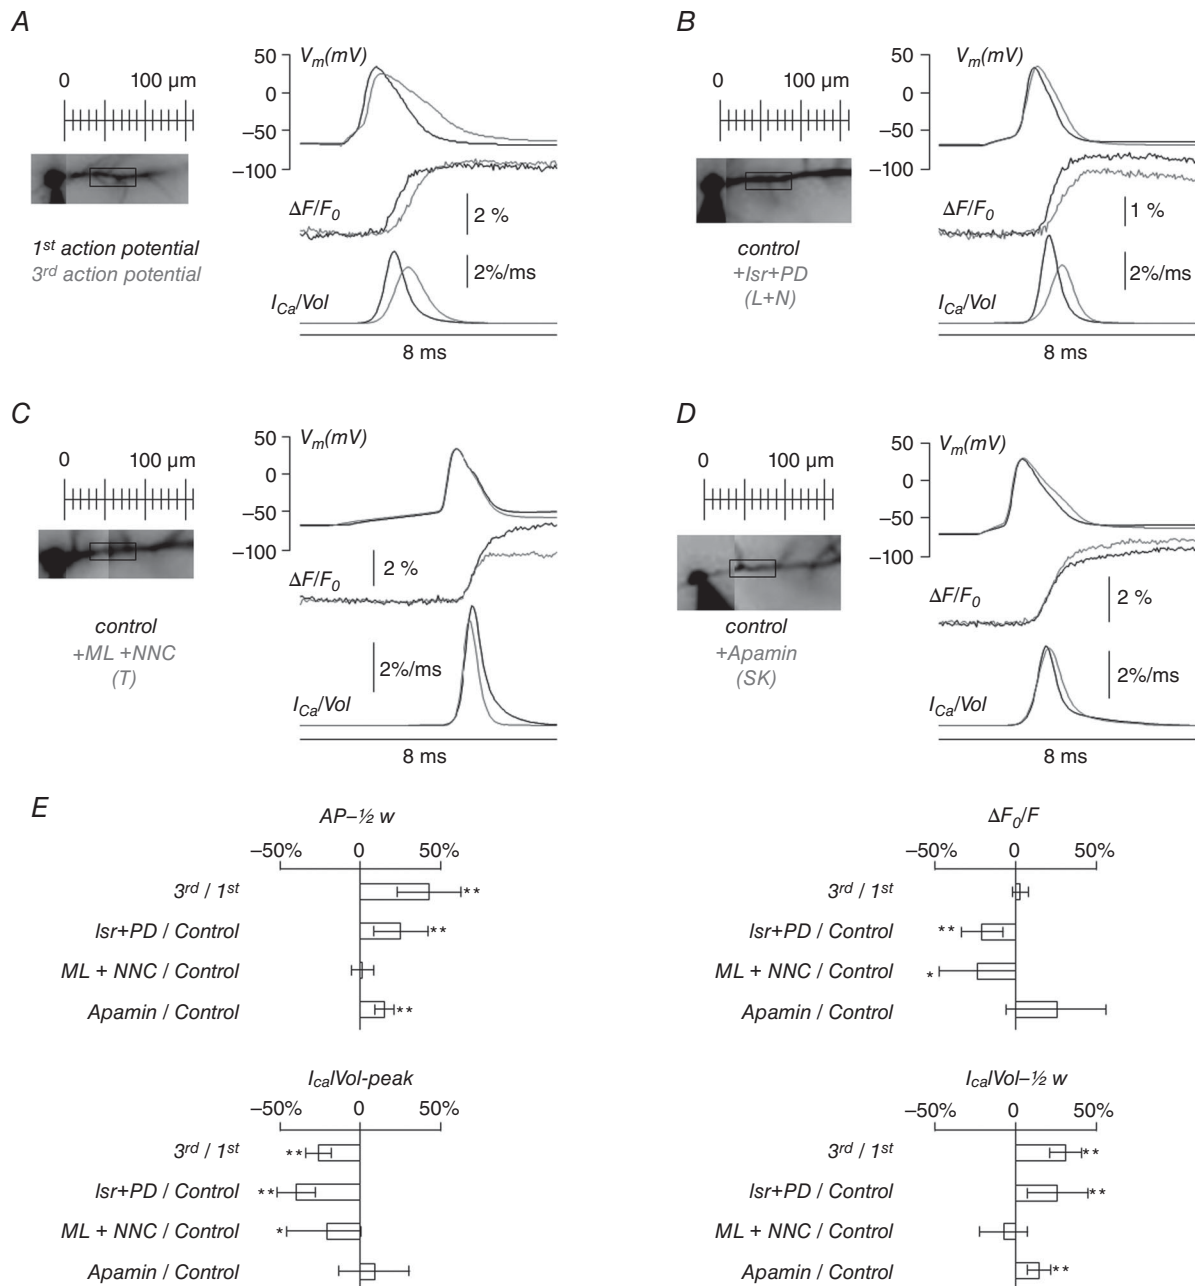 A
0 100 µm
1st action potential
3rd action potential
50
0
–50
–100
Vm(mV)
ΔF/F0
2 %
2%/ms
ICa/Vol
8 ms
B
0 100 µm
control
+Isr+PD
(L+N)
50
0
–50
–100
Vm(mV)
ΔF/F0
1 %
2%/ms
ICa/Vol
8 ms
C
0 100 µm
control
+ML +NNC
(T)
50
0
–50
–100
Vm(mV)
ΔF/F0
2 %
2%/ms
ICa/Vol
8 ms
D
0 100 µm
control
+Apamin
(SK)
50
0
–50
–100
Vm(mV)
ΔF/F0
2 %
2%/ms
ICa/Vol
8 ms
E
AP–½ w
–50% 0 50%
3rd / 1st **
Isr+PD / Control **
ML + NNC / Control
Apamin / Control **
ΔF0/F
–50% 0 50%
3rd / 1st
Isr+PD / Control **
ML + NNC / Control *
Apamin / Control
Ica/Vol-peak
–50% 0 50%
3rd / 1st **
Isr+PD / Control **
ML + NNC / Control *
Apamin / Control
Ica/Vol–½ w
–50% 0 50%
3rd / 1st **
Isr+PD / Control **
ML + NNC / Control
Apamin / Control **